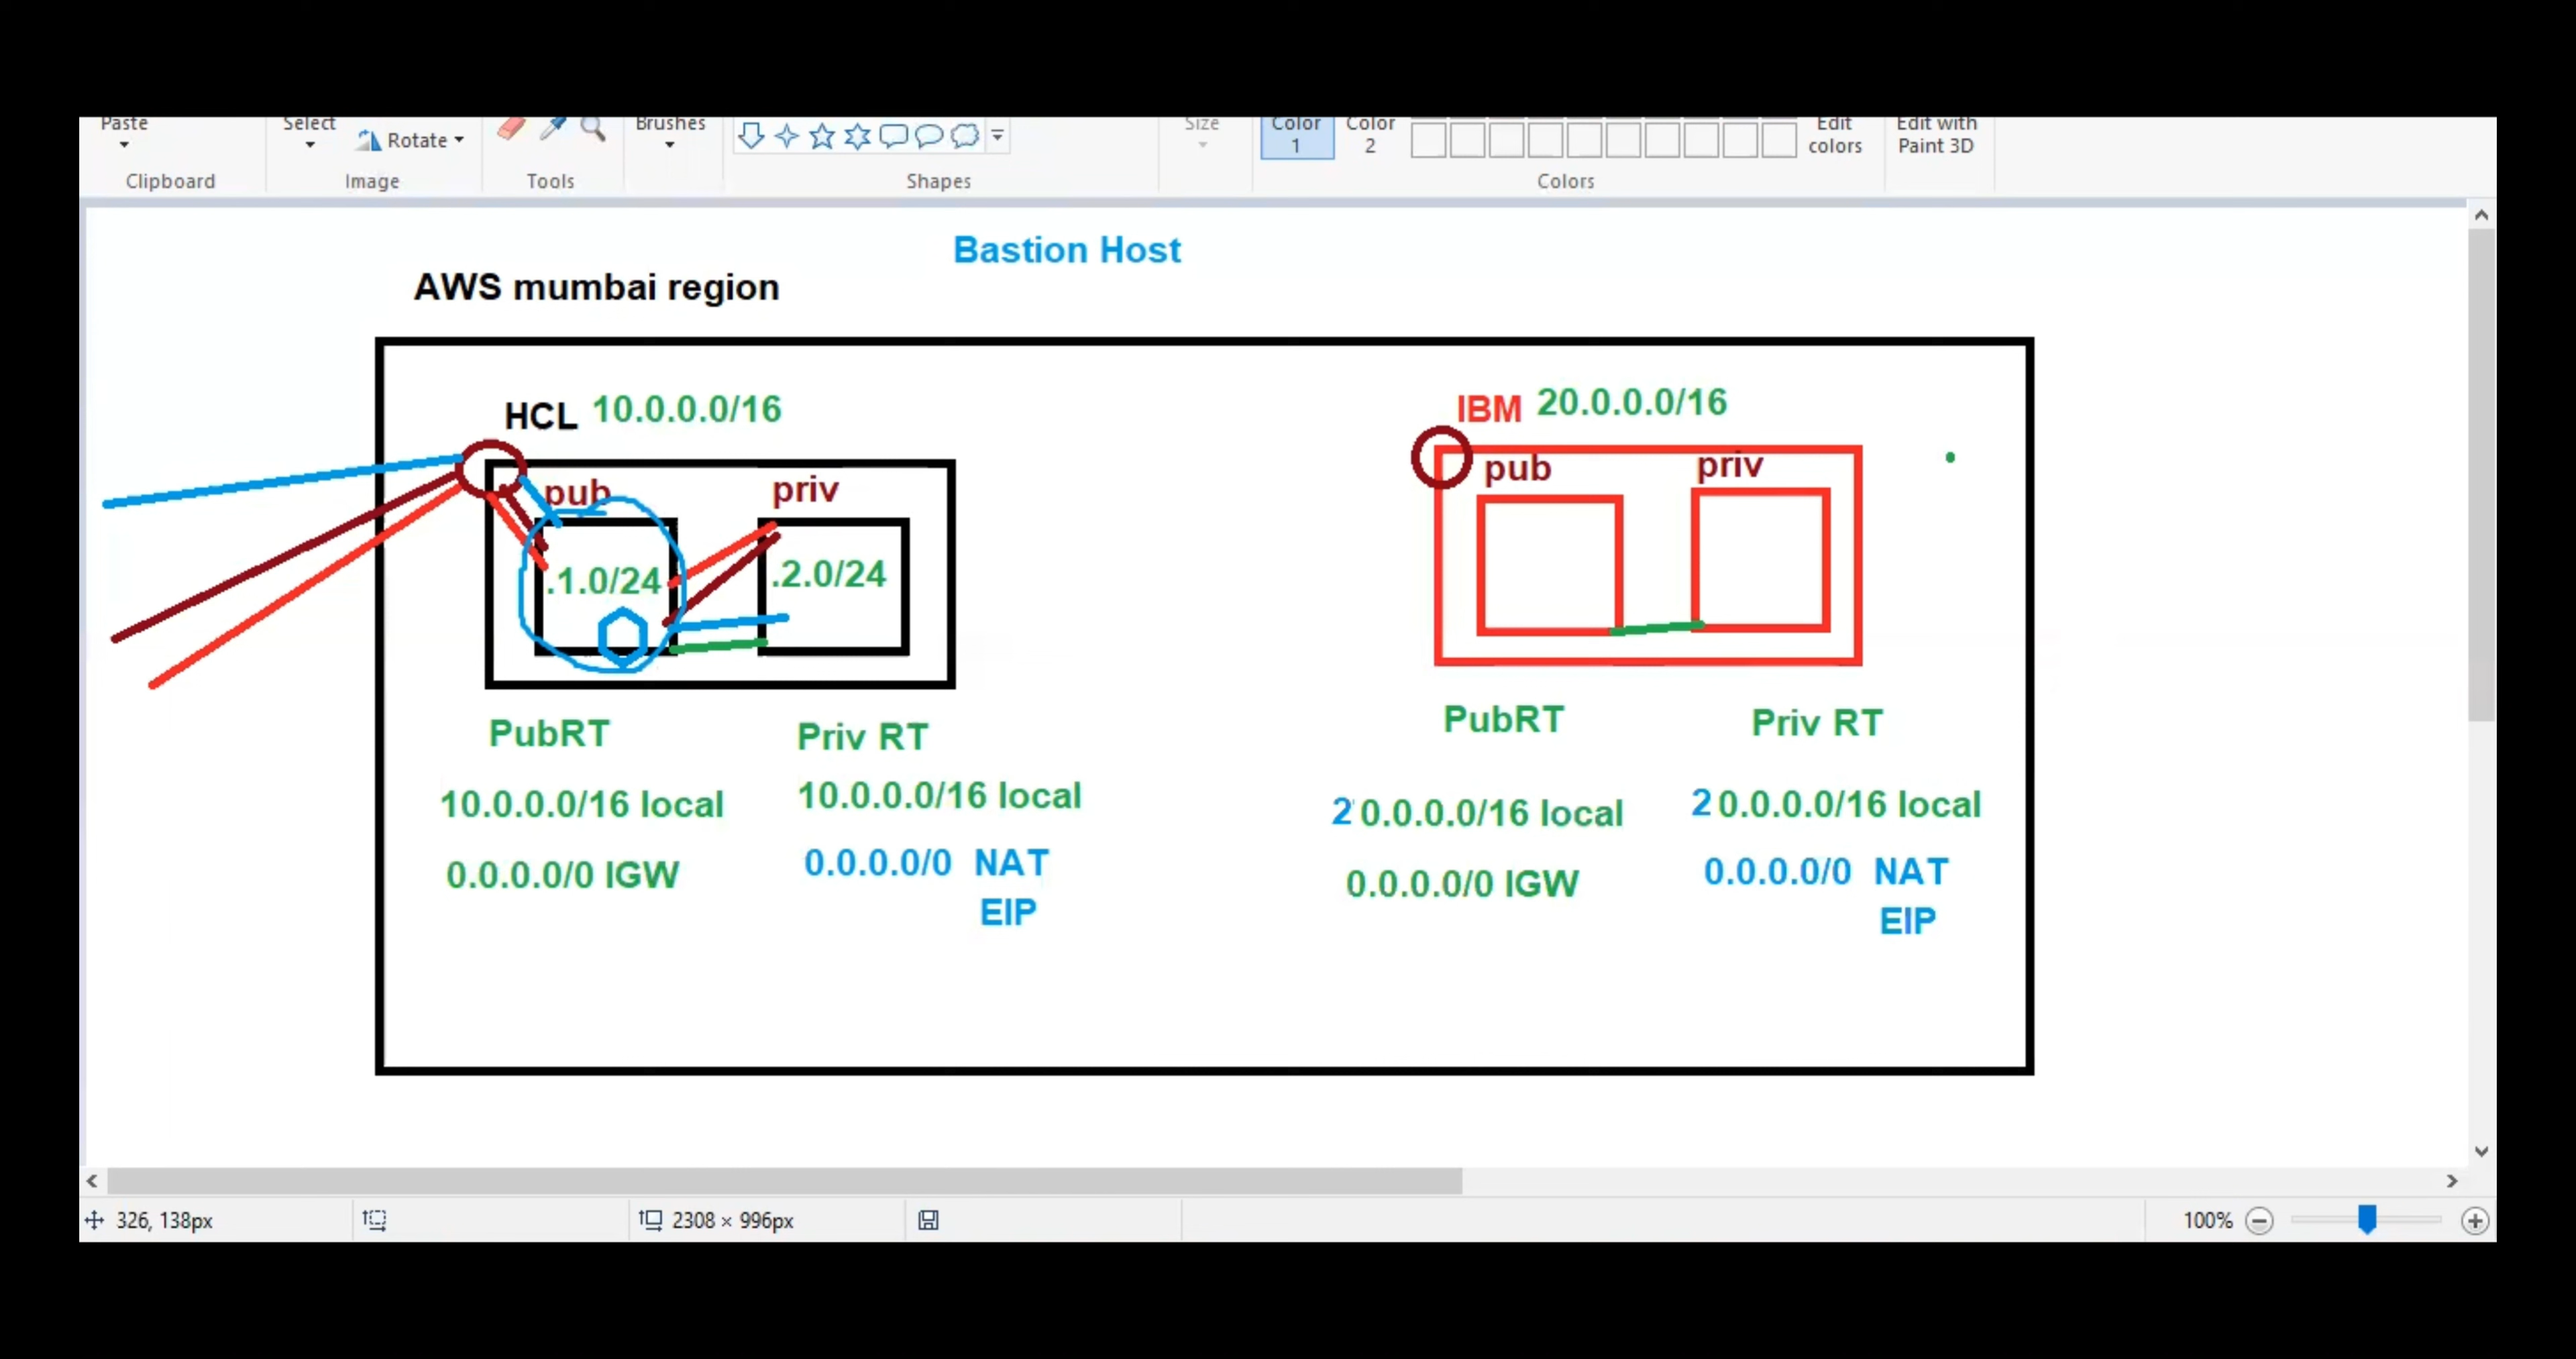 Paste
Select
Rotate
Brushes
Size
Color 1
Color 2
Edit colors
Edit with Paint 3D
Clipboard
Image
Tools
Shapes
Colors
Bastion Host
AWS mumbai region
HCL 10.0.0.0/16
pub
priv
.1.0/24
.2.0/24
PubRT
Priv RT
10.0.0.0/16 local
10.0.0.0/16 local
0.0.0.0/0 IGW
0.0.0.0/0 NAT
EIP
IBM 20.0.0.0/16
pub
priv
PubRT
Priv RT
20.0.0.0/16 local
20.0.0.0/16 local
0.0.0.0/0 IGW
0.0.0.0/0 NAT
EIP
326, 138px
2308 × 996px
100%